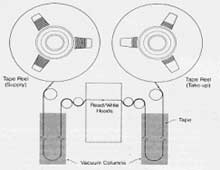 Tape Reel
(Supply)
Tape Reel
(Take-up)
Read/Write
Heads
Tape
Vacuum Columns